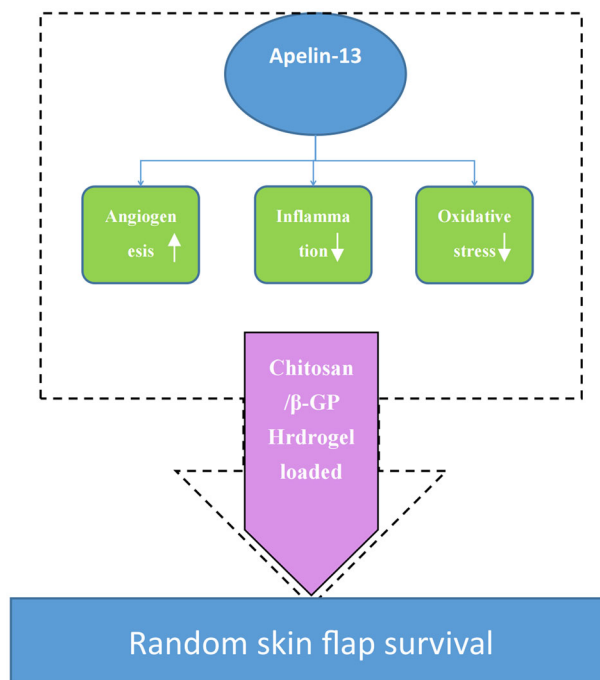 Apelin-13
Angiogen
esis
Inflamma
tion
Oxidative
stress
Chitosan
/β-GP
Hrdrogel
loaded
Random skin flap survival